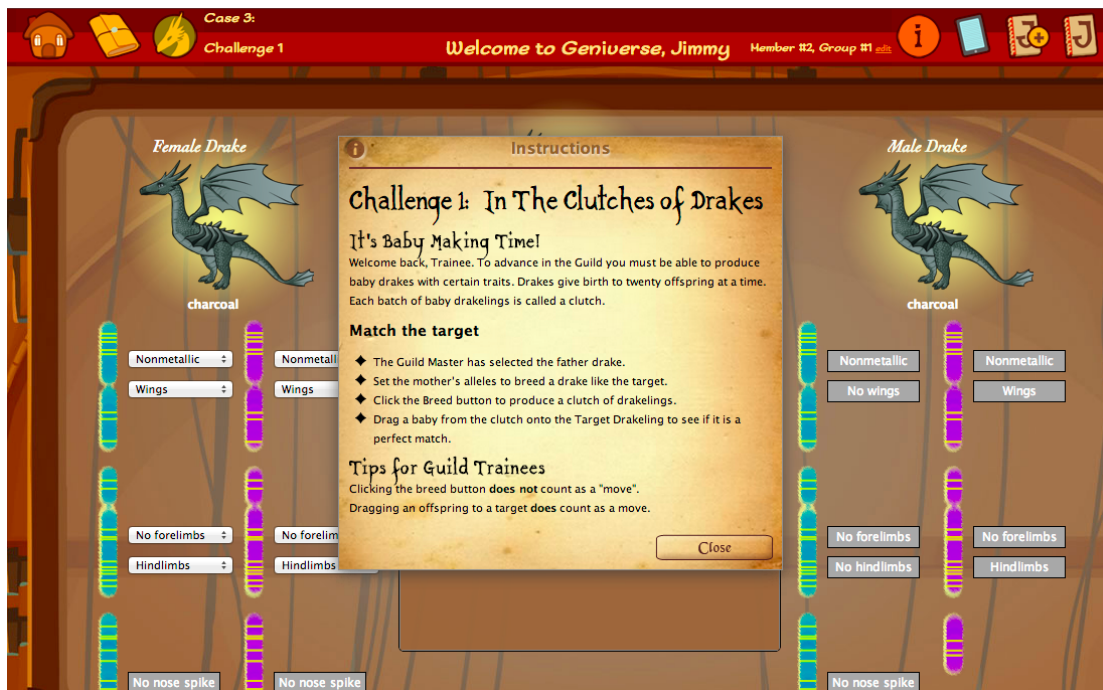 Case 3:
Challenge 1
Welcome to Geniverse, Jimmy
Member #2, Group #1 edit
Female Drake
charcoal
Nonmetallic
Wings
Wings
No forelimbs
Hindlimbs
Hindlimbs
No nose spike
No nose spike
Instructions
Challenge 1: In The Clutches of Drakes
It's Baby Making Time!
Welcome back, Trainee. To advance in the Guild you must be able to produce
baby drakes with certain traits. Drakes give birth to twenty offspring at a time.
Each batch of baby drakelings is called a clutch.
Match the target
The Guild Master has selected the father drake.
Set the mother's alleles to breed a drake like the target.
Click the Breed button to produce a clutch of drakelings.
Drag a baby from the clutch onto the Target Drakeling to see if it is a
perfect match.
Tips for Guild Trainees
Clicking the breed button does not count as a "move".
Dragging an offspring to a target does count as a move.
Close
Male Drake
charcoal
Nonmetallic
Nonmetallic
No wings
Wings
No forelimbs
No forelimbs
No hindlimbs
Hindlimbs
No nose spike